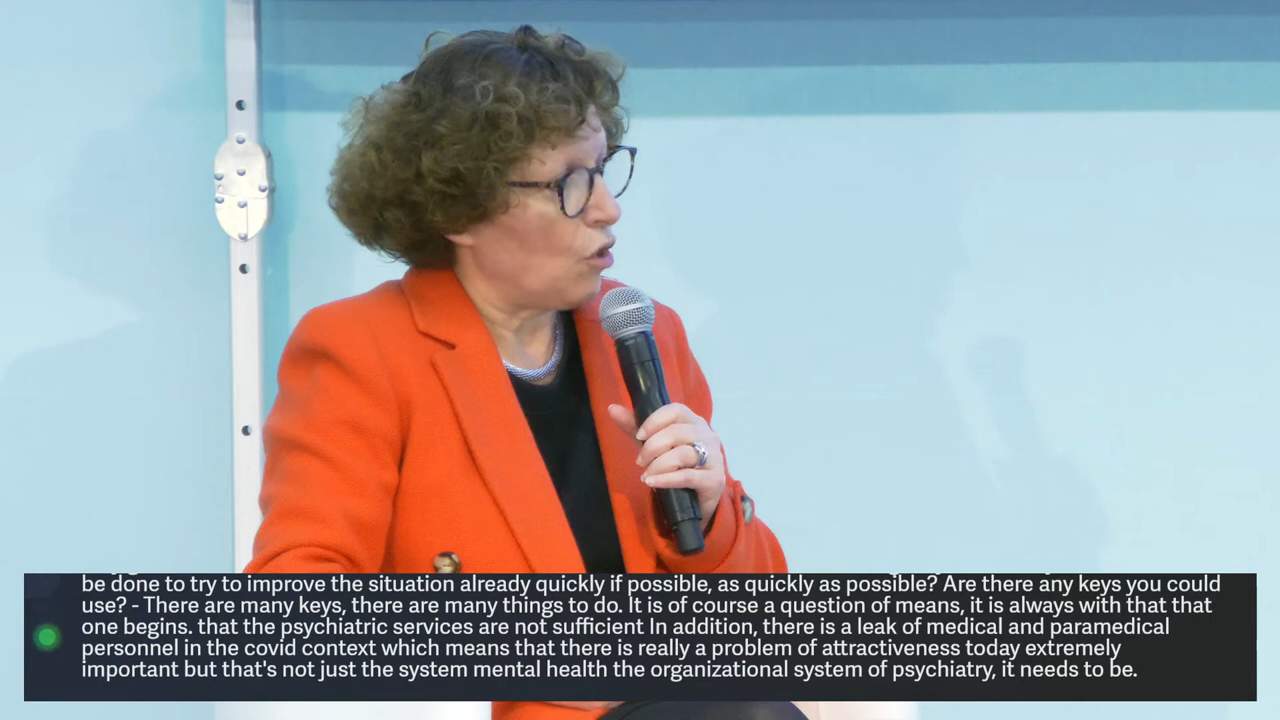 be done to try to improve the situation already quickly if possible, as quickly as possible? Are there any keys you could
use? - There are many keys, there are many things to do. It is of course a question of means, it is always with that that
one begins. that the psychiatric services are not sufficient In addition, there is a leak of medical and paramedical
personnel in the covid context which means that there is really a problem of attractiveness today extremely
important but that's not just the system mental health the organizational system of psychiatry, it needs to be.